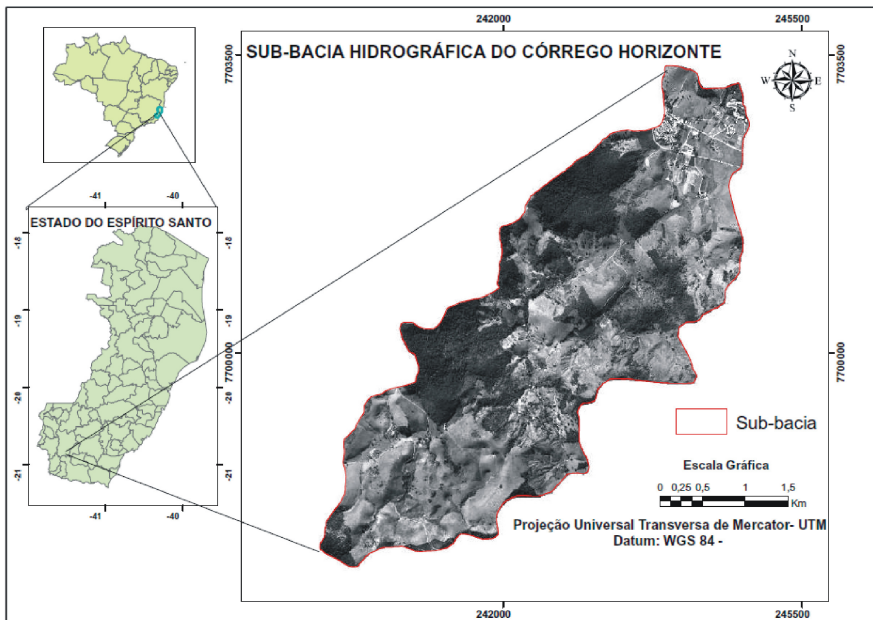 242000
245500
SUB-BACIA HIDROGRÁFICA DO CÓRREGO HORIZONTE
7703500
7703500
N
W
E
S
-41
-40
ESTADO DO ESPÍRITO SANTO
-18
-18
-19
-19
-20
-20
-21
-21
-41
-40
7700000
7700000
Sub-bacia
Escala Gráfica
0 0,25 0,5 1 1,5
Km
Projeção Universal Transversa de Mercator- UTM
Datum: WGS 84 -
242000
245500